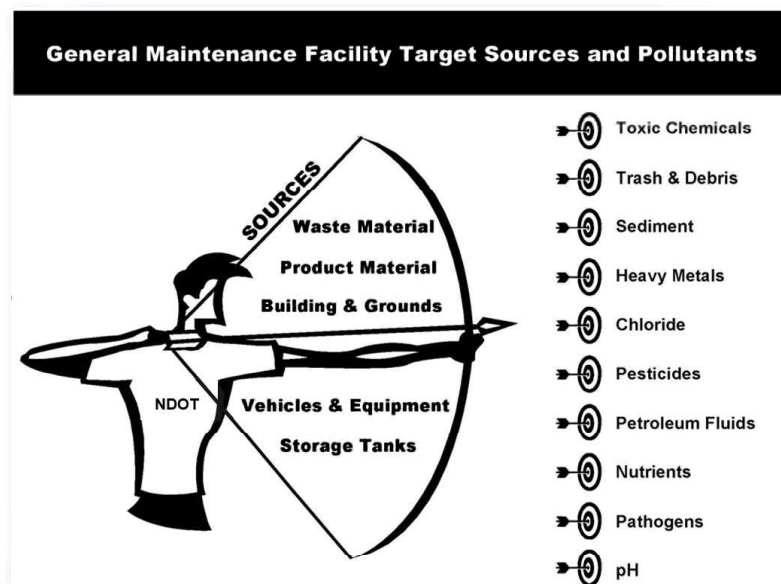 General Maintenance Facility Target Sources and Pollutants
SOURCES
Waste Material
Product Material
Building & Grounds
NDOT
Vehicles & Equipment
Storage Tanks
Toxic Chemicals
Trash & Debris
Sediment
Heavy Metals
Chloride
Pesticides
Petroleum Fluids
Nutrients
Pathogens
pH